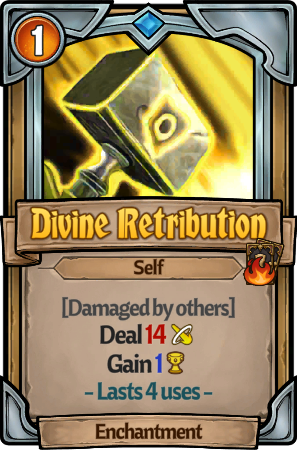 1
Divine Retribution
Self
[Damaged by others]
Deal 14
Gain 1
- Lasts 4 uses -
Enchantment